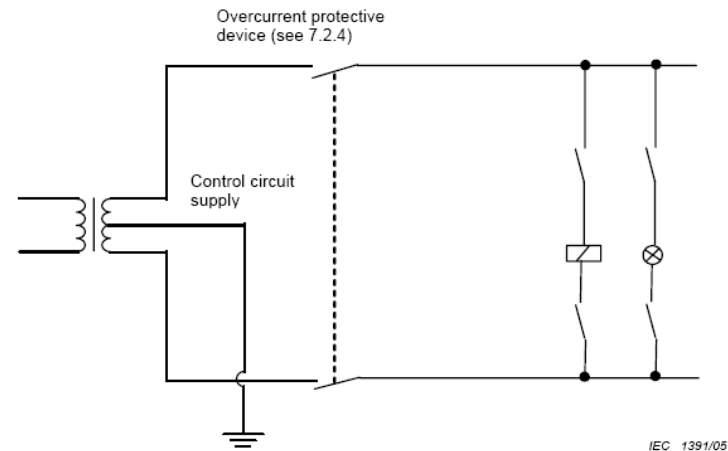 Overcurrent protective
device (see 7.2.4)
Control circuit
supply
IEC 1391/05